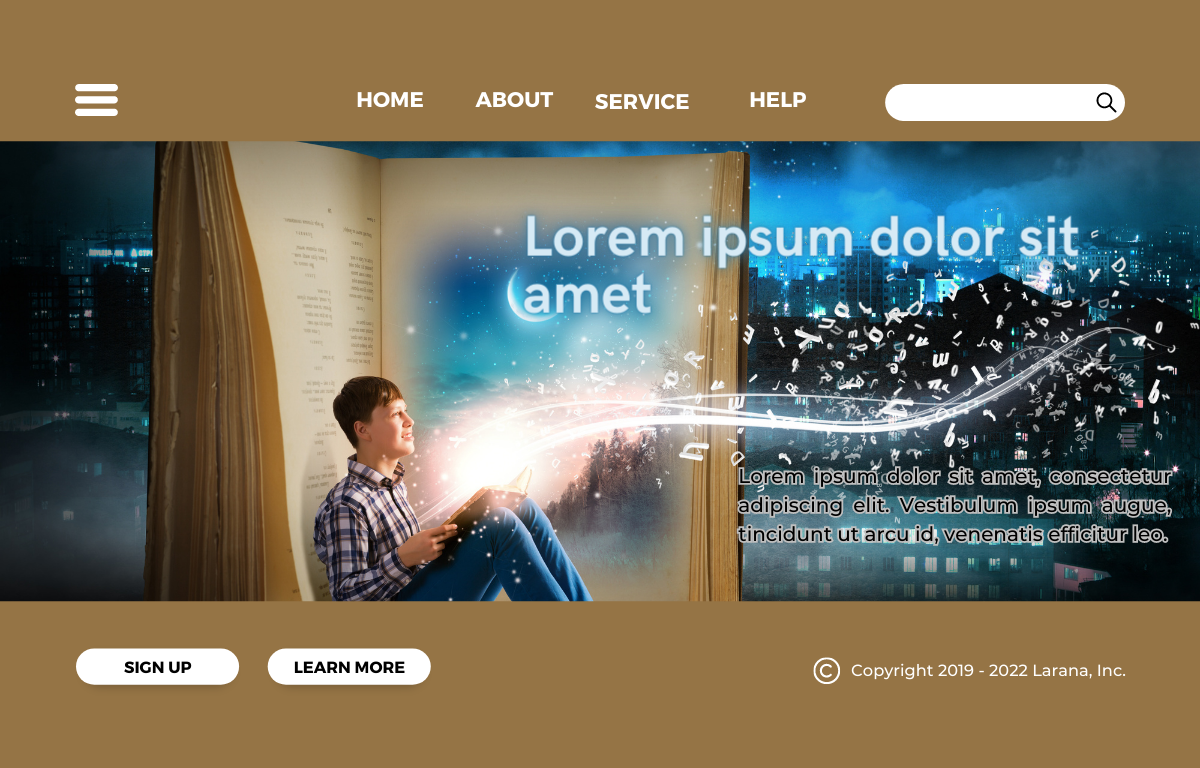 HOME ABOUT SERVICE HELP
Lorem ipsum dolor sit
amet
Lorem ipsum dolor sit amet, consectetur
adipiscing elit. Vestibulum ipsum augue,
tincidunt ut arcu id, venenatis efficitur leo.
SIGN UP LEARN MORE
© Copyright 2019 - 2022 Larana, Inc.